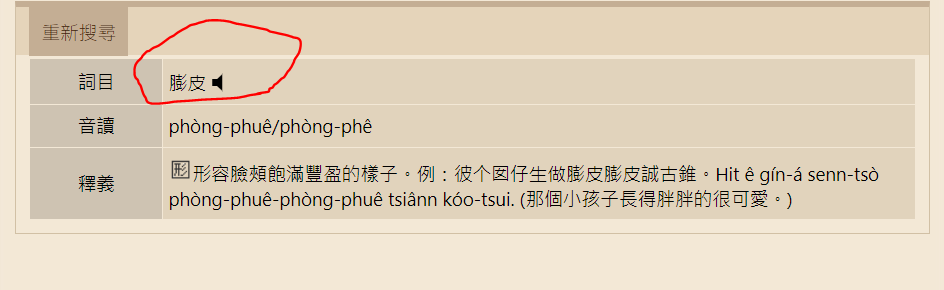 重新搜尋
詞目 膨皮
音讀 phòng-phuê/phòng-phê
釋義 形形容臉頰飽滿豐盈的樣子。例：彼个囡仔生做膨皮膨皮誠古錐。Hit ê gín-á senn-tsò
phòng-phuê-phòng-phuê tsiânn kóo-tsui. (那個小孩子長得胖胖的很可愛。)